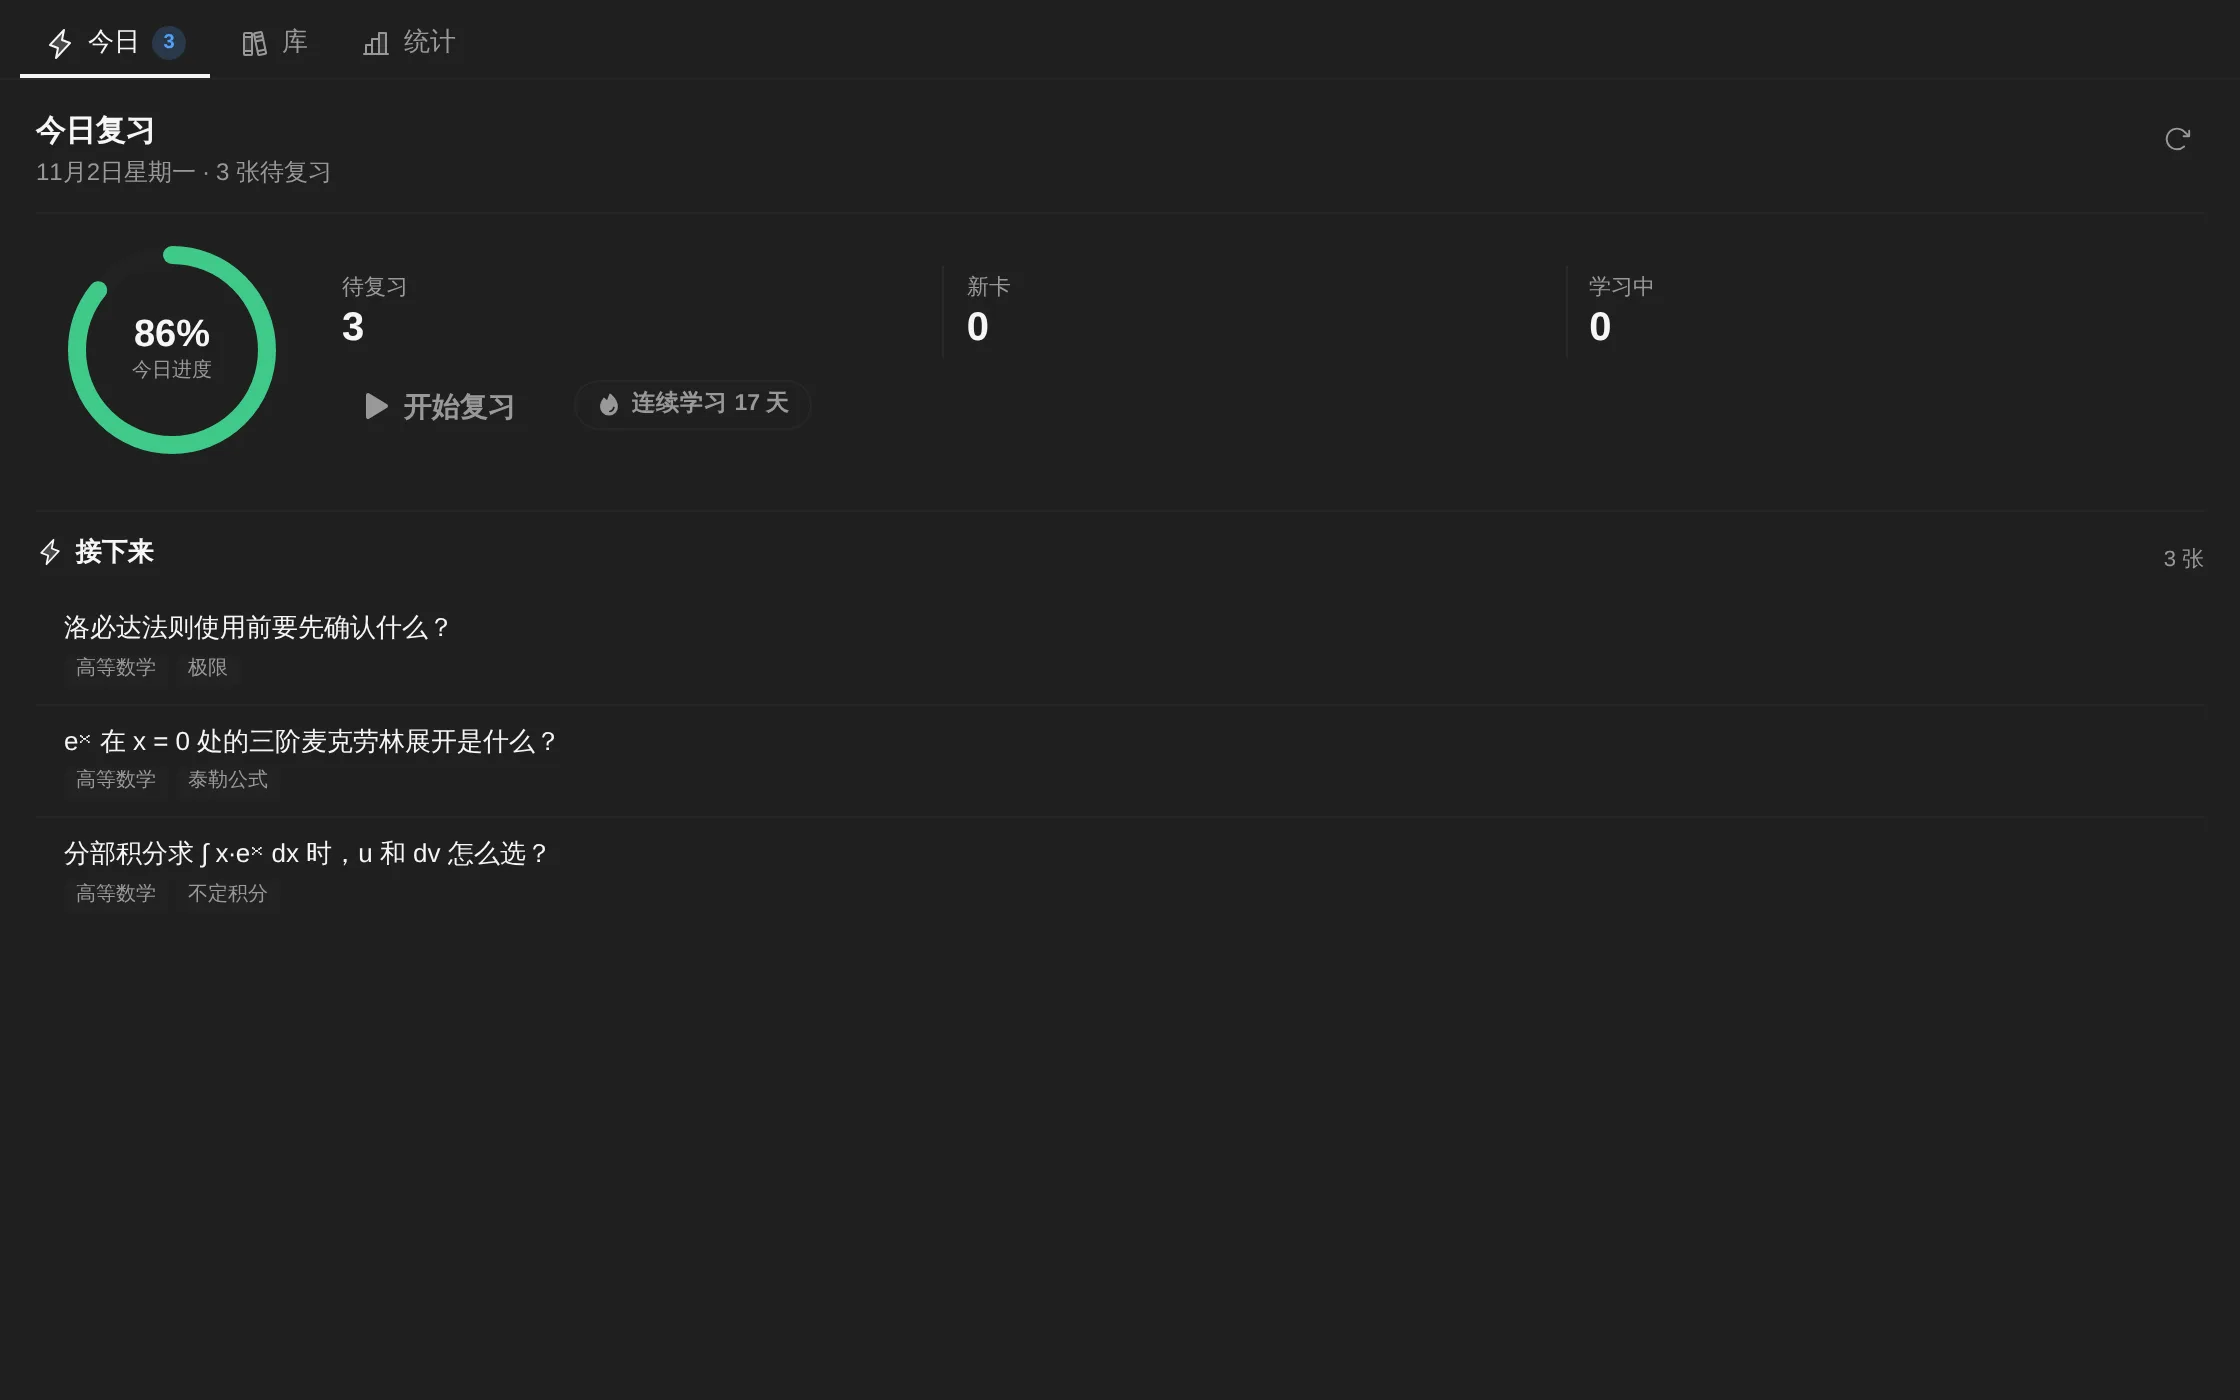 今日 3 库 统计
今日复习
11月2日星期一 · 3 张待复习
86%
今日进度
待复习
3
新卡
0
学习中
0
开始复习
连续学习 17 天
接下来
3 张
洛必达法则使用前要先确认什么？
高等数学 极限
eˣ 在 x = 0 处的三阶麦克劳林展开是什么？
高等数学 泰勒公式
分部积分求 ∫ x·eˣ dx 时，u 和 dv 怎么选？
高等数学 不定积分